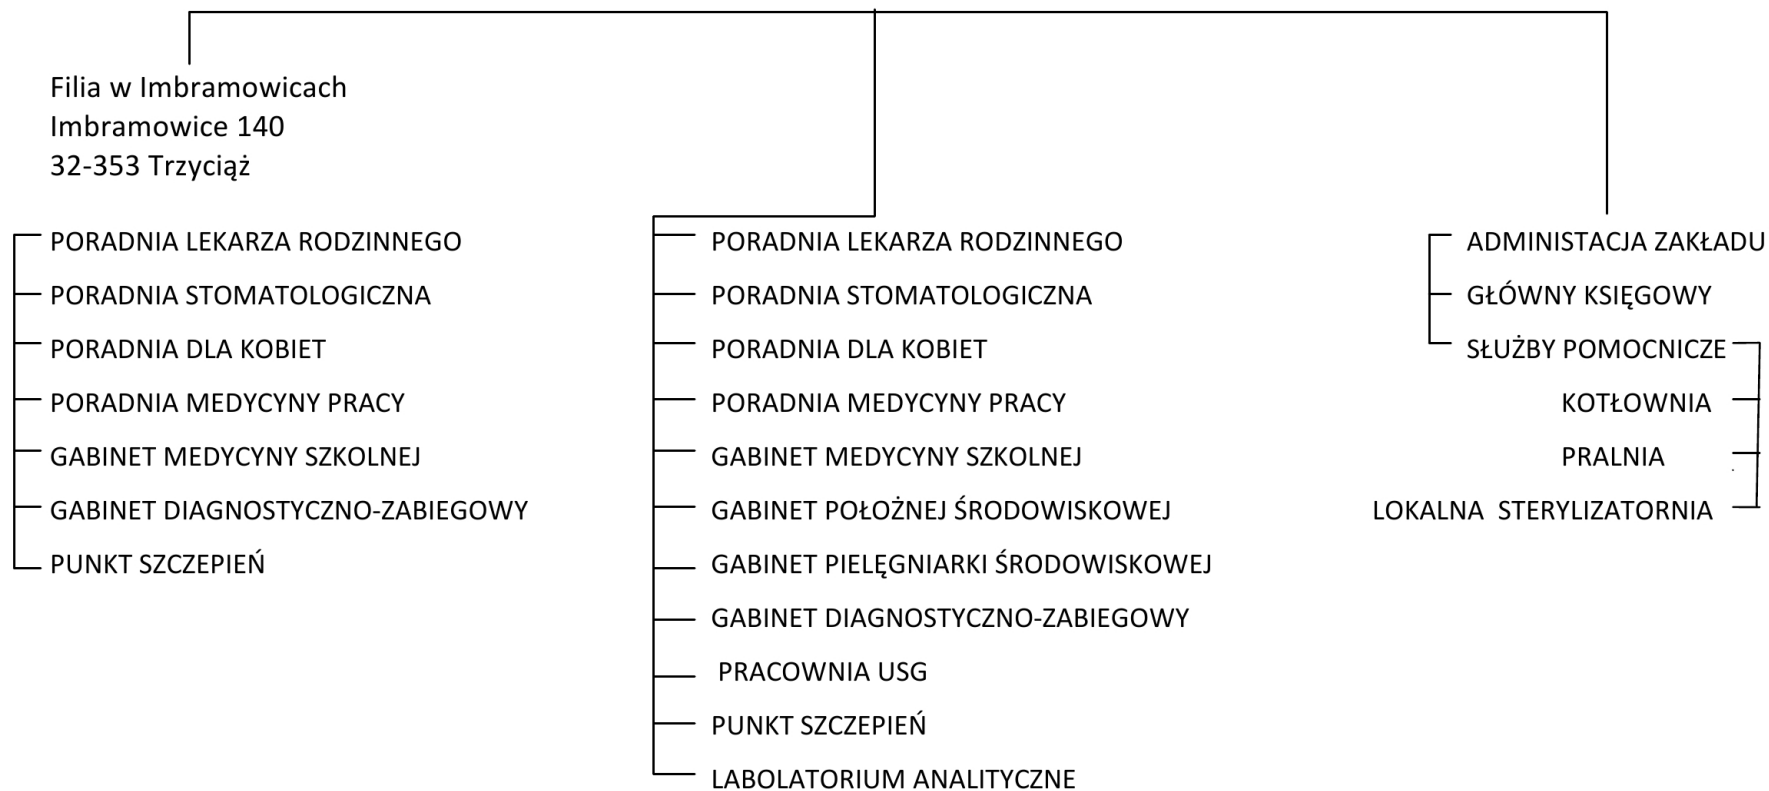 Filia w Imbramowicach
Imbramowice 140
32-353 Trzyciąż
PORADNIA LEKARZA RODZINNEGO
PORADNIA STOMATOLOGICZNA
PORADNIA DLA KOBIET
PORADNIA MEDYCYNY PRACY
GABINET MEDYCYNY SZKOLNEJ
GABINET DIAGNOSTYCZNO-ZABIEGOWY
PUNKT SZCZEPIEŃ
PORADNIA LEKARZA RODZINNEGO
PORADNIA STOMATOLOGICZNA
PORADNIA DLA KOBIET
PORADNIA MEDYCYNY PRACY
GABINET MEDYCYNY SZKOLNEJ
GABINET POŁOŻNEJ ŚRODOWISKOWEJ
GABINET PIELĘGNIARKI ŚRODOWISKOWEJ
GABINET DIAGNOSTYCZNO-ZABIEGOWY
PRACOWNIA USG
PUNKT SZCZEPIEŃ
LABOLATORIUM ANALITYCZNE
ADMINISTACJA ZAKŁADU
GŁÓWNY KSIĘGOWY
SŁUŻBY POMOCNICZE
KOTŁOWNIA
PRALNIA
LOKALNA STERYLIZATORNIA